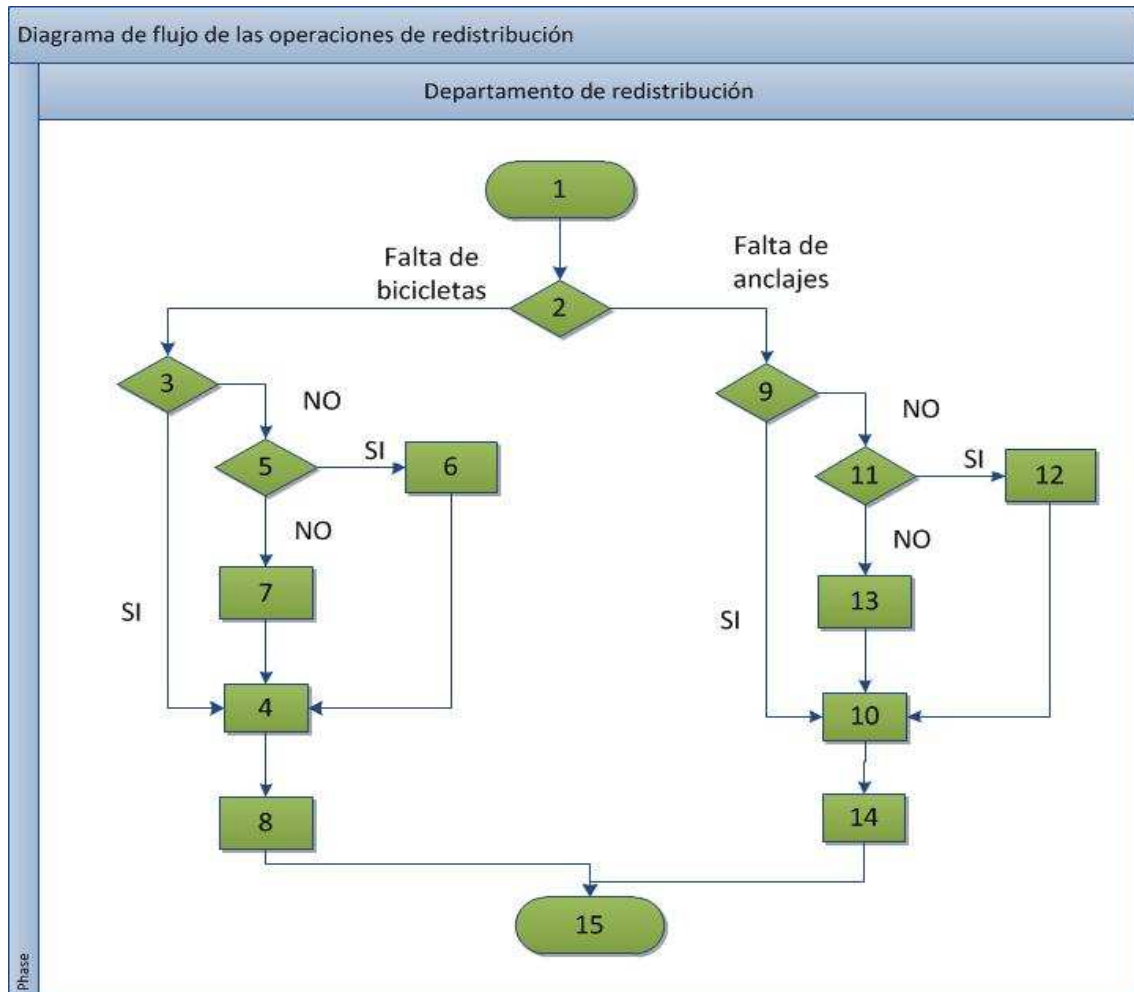 Diagrama de flujo de las operaciones de redistribución
Departamento de redistribución
1
Falta de
bicicletas
Falta de
anclajes
2
3
9
NO
NO
5
SI
6
11
SI
12
NO
NO
7
13
SI
SI
4
10
8
14
15
Phase